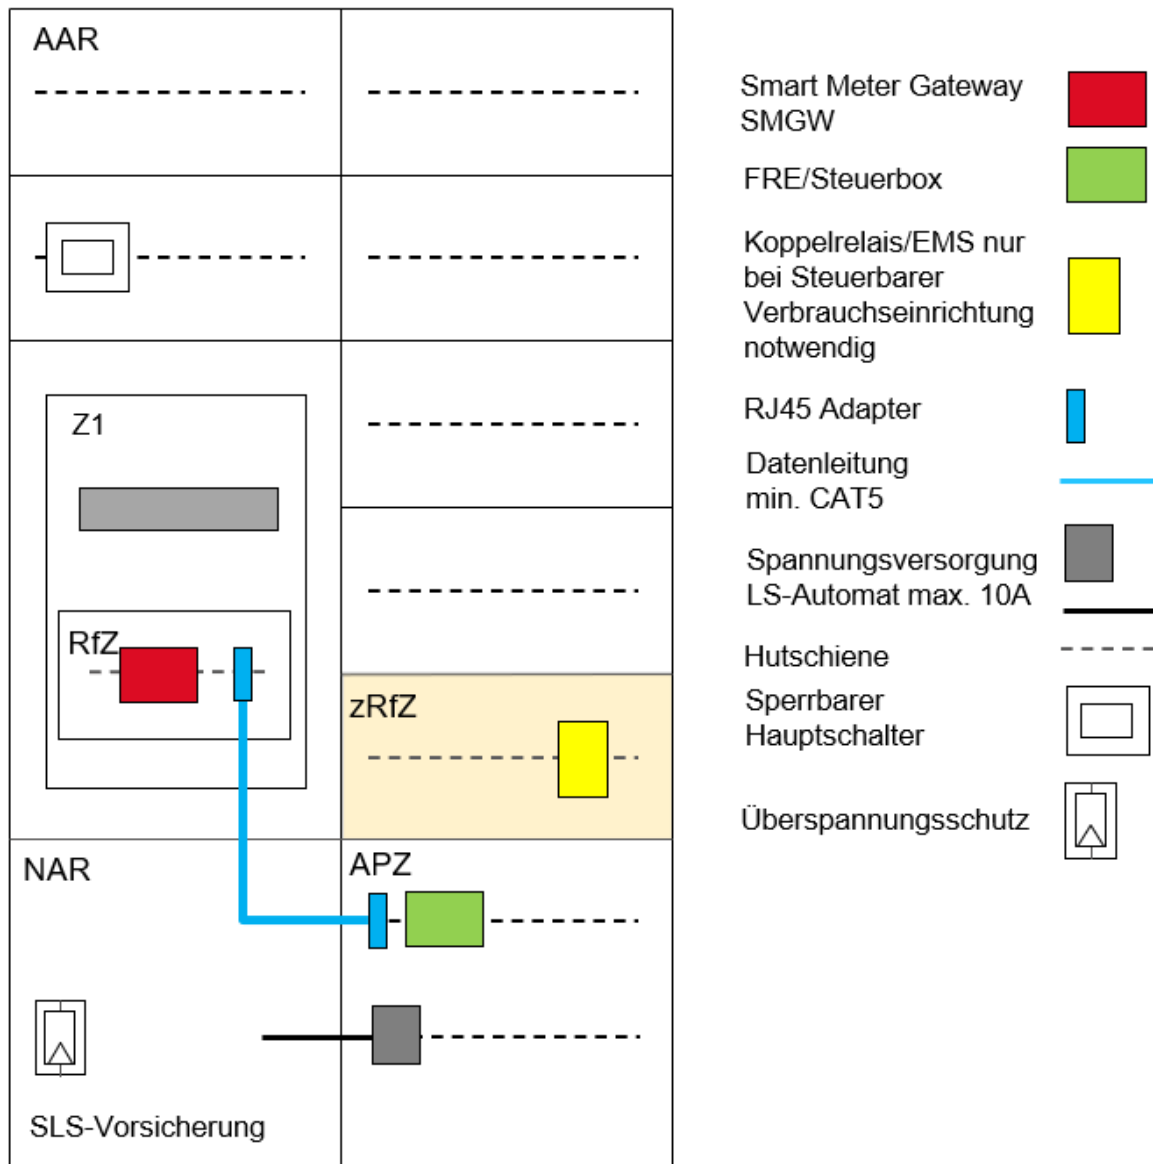 AAR
Z1
RfZ
zRfZ
NAR
APZ
SLS-Vorsicherung
Smart Meter Gateway
SMGW
FRE/Steuerbox
Koppelrelais/EMS nur
bei Steuerbarer
Verbrauchseinrichtung
notwendig
RJ45 Adapter
Datenleitung
min. CAT5
Spannungsversorgung
LS-Automat max. 10A
Hutschiene
Sperrbarer
Hauptschalter
Überspannungsschutz